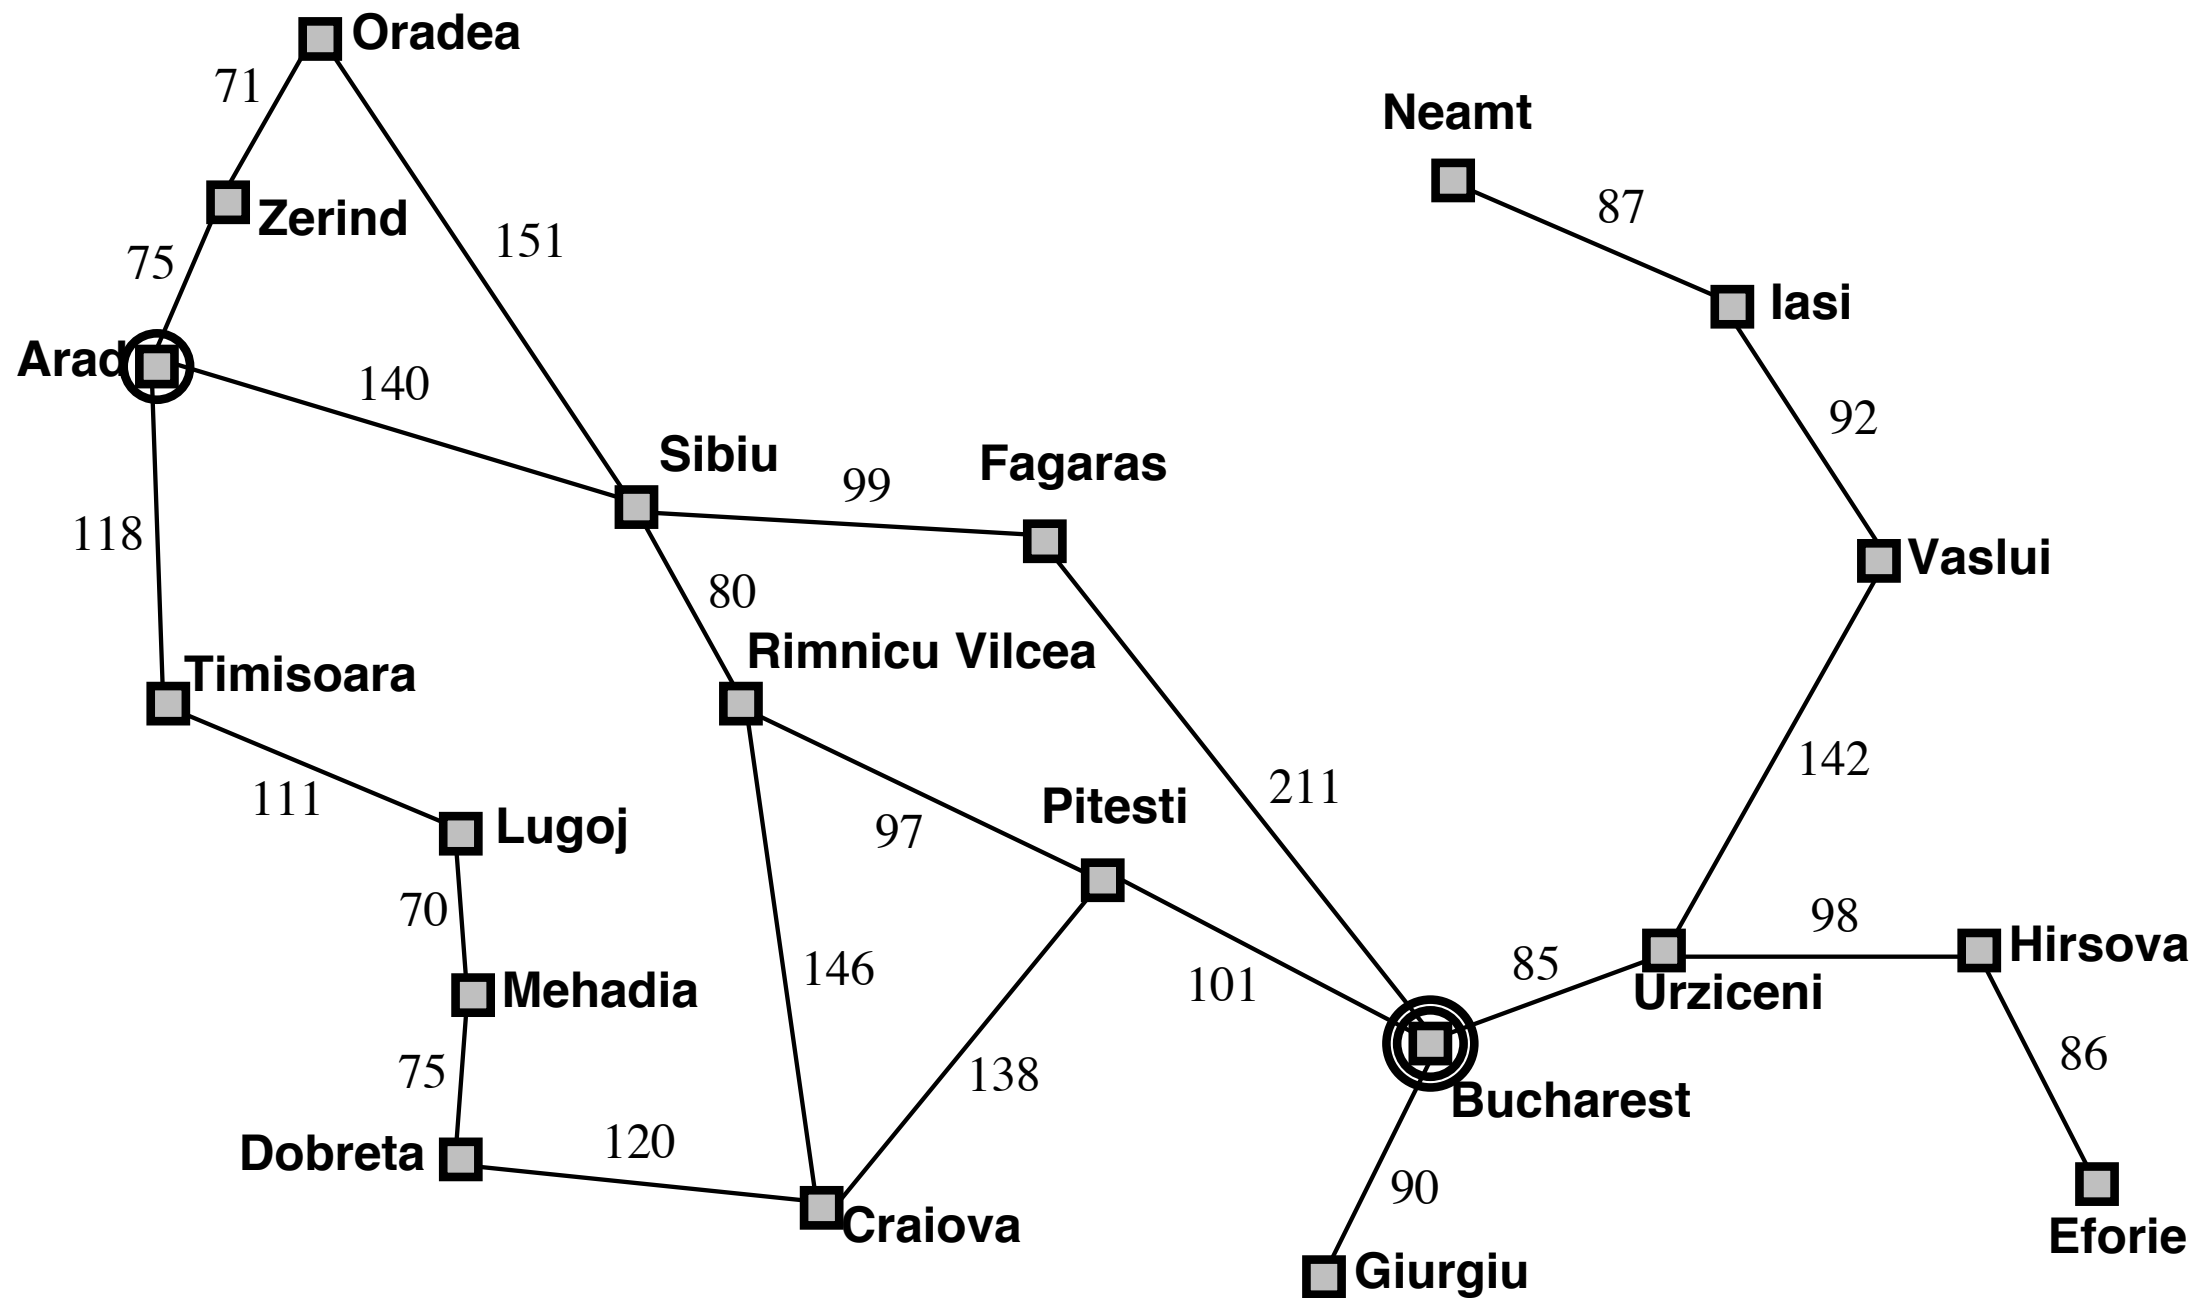 Oradea
71
Neamt
87
Zerind
151
75
Iasi
Arad
140
92
Sibiu
Fagaras
99
118
Vaslui
80
Rimnicu Vilcea
Timisoara
142
211
111
Pitesti
Lugoj
97
70
98
Hirsova
146
85
101
Urziceni
Mehadia
86
75
138
Bucharest
120
Dobreta
90
Craiova
Eforie
Giurgiu